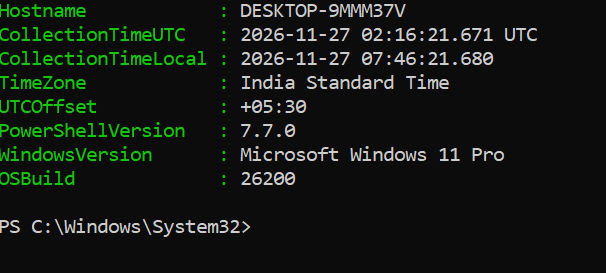 Hostname            : DESKTOP-9MMM37V
CollectionTimeUTC   : 2026-11-27 02:16:21.671 UTC
CollectionTimeLocal : 2026-11-27 07:46:21.680
TimeZone            : India Standard Time
UTCOffset           : +05:30
PowerShellVersion   : 7.7.0
WindowsVersion      : Microsoft Windows 11 Pro
OSBuild             : 26200
PS C:\Windows\System32>